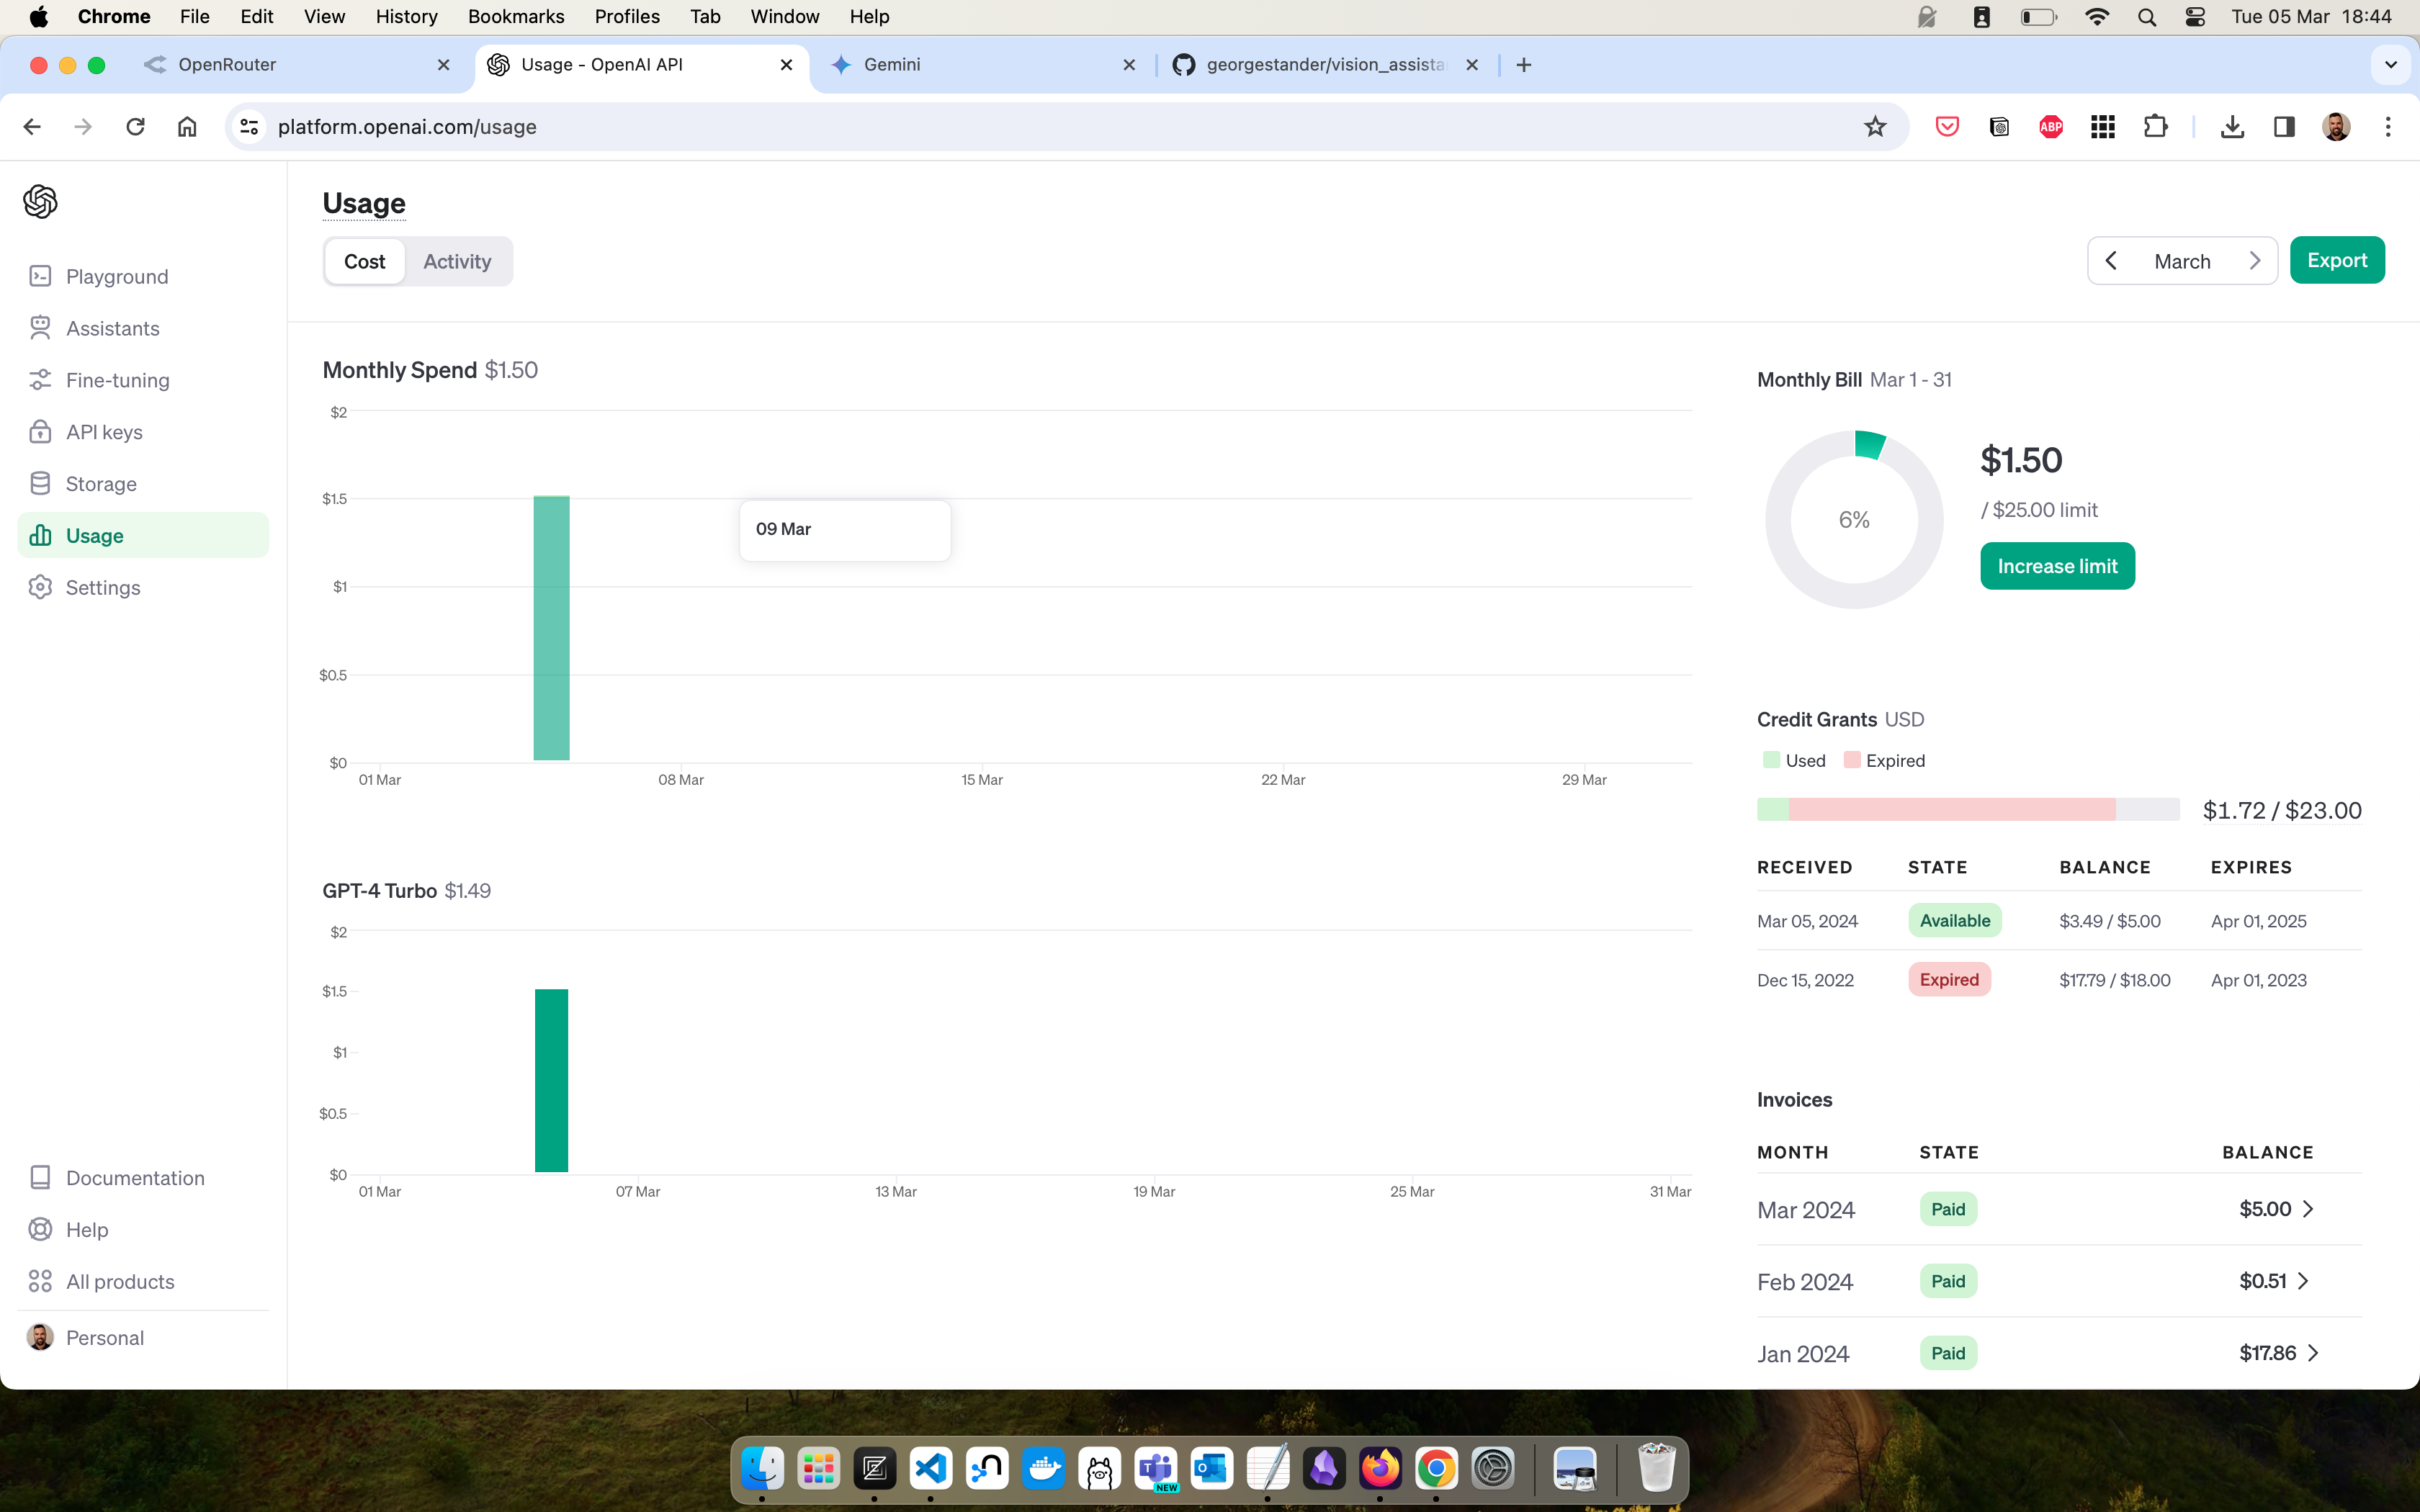 Chrome File Edit View History Bookmarks Profiles Tab Window Help Tue 05 Mar 18:44
OpenRouter Usage - OpenAI API Gemini georgestander/vision_assista
platform.openai.com/usage ABP
Usage
Cost Activity March Export
Playground
Assistants
Fine-tuning
API keys
Storage
Usage
Settings
Documentation
Help
All products
Personal
Monthly Spend $1.50
$2
$1.5
$1
$0.5
$0
09 Mar
01 Mar 08 Mar 15 Mar 22 Mar 29 Mar
GPT-4 Turbo $1.49
$2
$1.5
$1
$0.5
$0
01 Mar 07 Mar 13 Mar 19 Mar 25 Mar 31 Mar
Monthly Bill Mar 1 - 31
6%
$1.50
/ $25.00 limit
Increase limit
Credit Grants USD
Used Expired
$1.72 / $23.00
RECEIVED STATE BALANCE EXPIRES
Mar 05, 2024 Available $3.49 / $5.00 Apr 01, 2025
Dec 15, 2022 Expired $17.79 / $18.00 Apr 01, 2023
Invoices
MONTH STATE BALANCE
Mar 2024 Paid $5.00
Feb 2024 Paid $0.51
Jan 2024 Paid $17.86
NEW